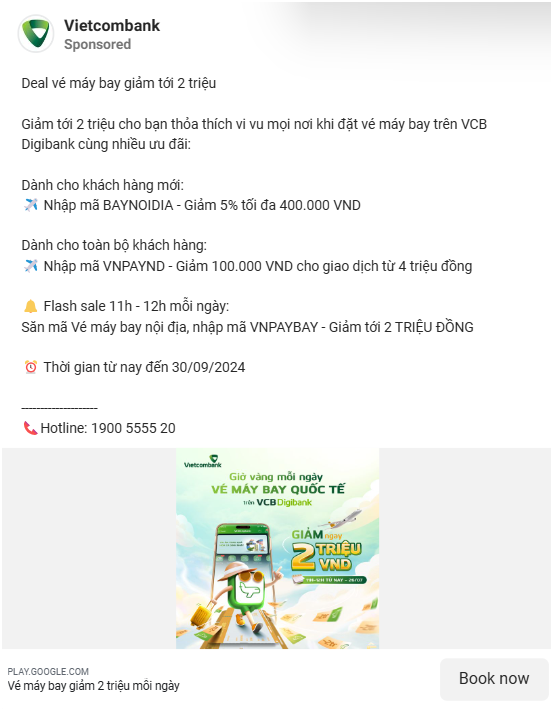 Vietcombank
Sponsored
Deal vé máy bay giảm tới 2 triệu
Giảm tới 2 triệu cho bạn thỏa thích vi vu mọi nơi khi đặt vé máy bay trên VCB
Digibank cùng nhiều ưu đãi:
Dành cho khách hàng mới:
✈️ Nhập mã BAYNOIDIA - Giảm 5% tối đa 400.000 VND
Dành cho toàn bộ khách hàng:
✈️ Nhập mã VNPAYND - Giảm 100.000 VND cho giao dịch từ 4 triệu đồng
🔔 Flash sale 11h - 12h mỗi ngày:
Săn mã Vé máy bay nội địa, nhập mã VNPAYBAY - Giảm tới 2 TRIỆU ĐỒNG
⏰ Thời gian từ nay đến 30/09/2024
--------------------
📞Hotline: 1900 5555 20
Vietcombank
Giờ vàng mỗi ngày
VÉ MÁY BAY QUỐC TẾ
trên VCB Digibank
GIẢM ngay
2 TRIỆU
VND
PLAY.GOOGLE.COM
Vé máy bay giảm 2 triệu mỗi ngày
Book now